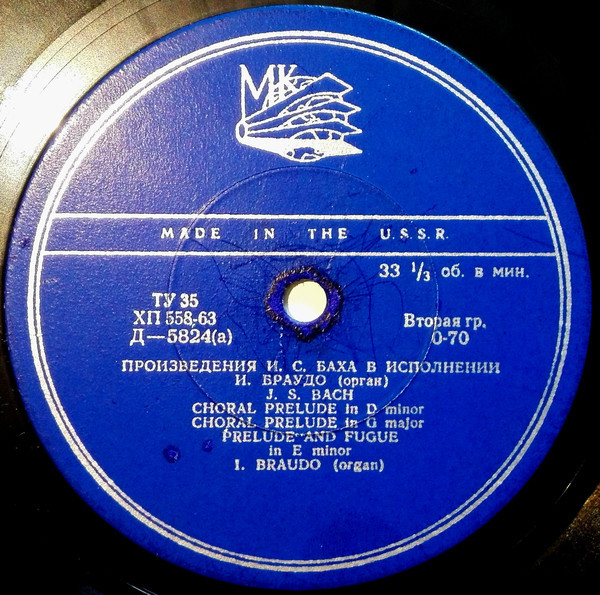 МК
MADE IN THE U.S.S.R.
33 1/3 об. в мин.
ТУ 35
ХП 558-63
Д—5824(а)
Вторая гр.
0-70
ПРОИЗВЕДЕНИЯ И. С. БАХА В ИСПОЛНЕНИИ
И. БРАУДО (орган)
J. S. BACH
CHORAL PRELUDE in D minor
CHORAL PRELUDE in G major
PRELUDE AND FUGUE
in E minor
I. BRAUDO (organ)